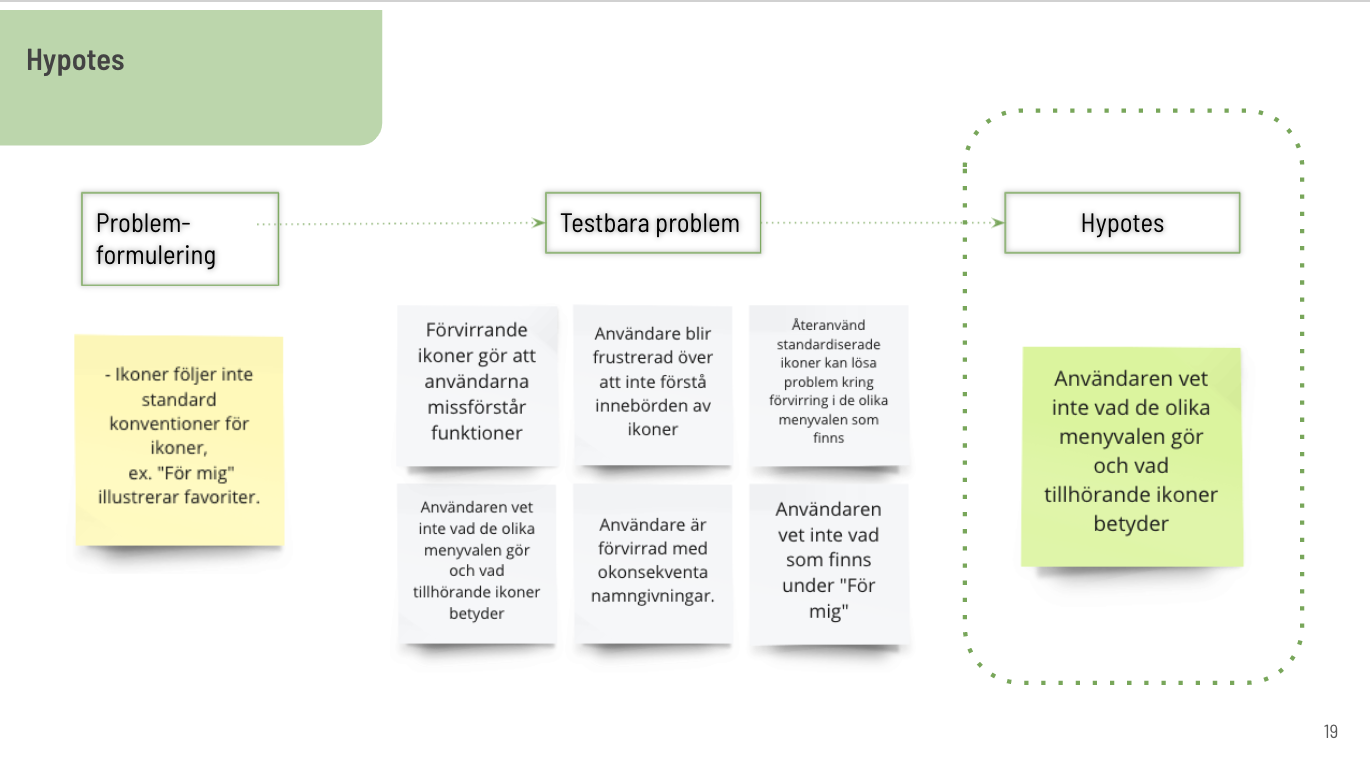 Hypotes
Problem-
formulering
Testbara problem
Hypotes
- Ikoner följer inte
standard
konventioner för
ikoner,
ex. "För mig"
illustrerar favoriter.
Förvirrande
ikoner gör att
användarna
missförstår
funktioner
Användare blir
frustrerad över
att inte förstå
innebörden av
ikoner
Återanvänd
standardiserade
ikoner kan lösa
problem kring
förvirring i de olika
menyvalen som
finns
Användaren vet
inte vad de olika
menyvalen gör
och vad
tillhörande ikoner
betyder
Användare är
förvirrad med
okonsekventa
namngivningar.
Användaren
vet inte vad
som finns
under "För
mig"
Användaren vet
inte vad de olika
menyvalen gör
och vad
tillhörande ikoner
betyder
19